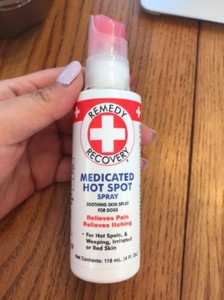 REMEDY
RECOVERY
MEDICATED
HOT SPOT
SPRAY
SOOTHING SKIN SPRAY
FOR DOGS
Relieves Pain
Relieves Itching
• For Hot Spots, &
Weeping, Irritated
or Red Skin
Net Contents: 118 mL (4 Fl. Oz.)